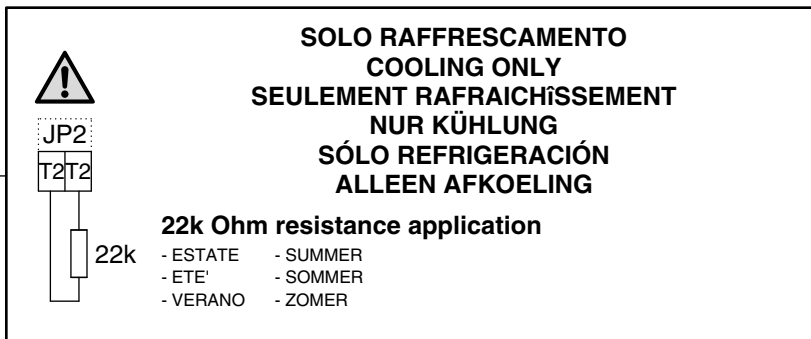 SOLO RAFFRESCAMENTO
COOLING ONLY
SEULEMENT RAFRAICHîSSEMENT
NUR KÜHLUNG
SÓLO REFRIGERACIÓN
ALLEEN AFKOELING
JP2
T2 T2
22k
22k Ohm resistance application
- ESTATE - SUMMER
- ETE' - SOMMER
- VERANO - ZOMER